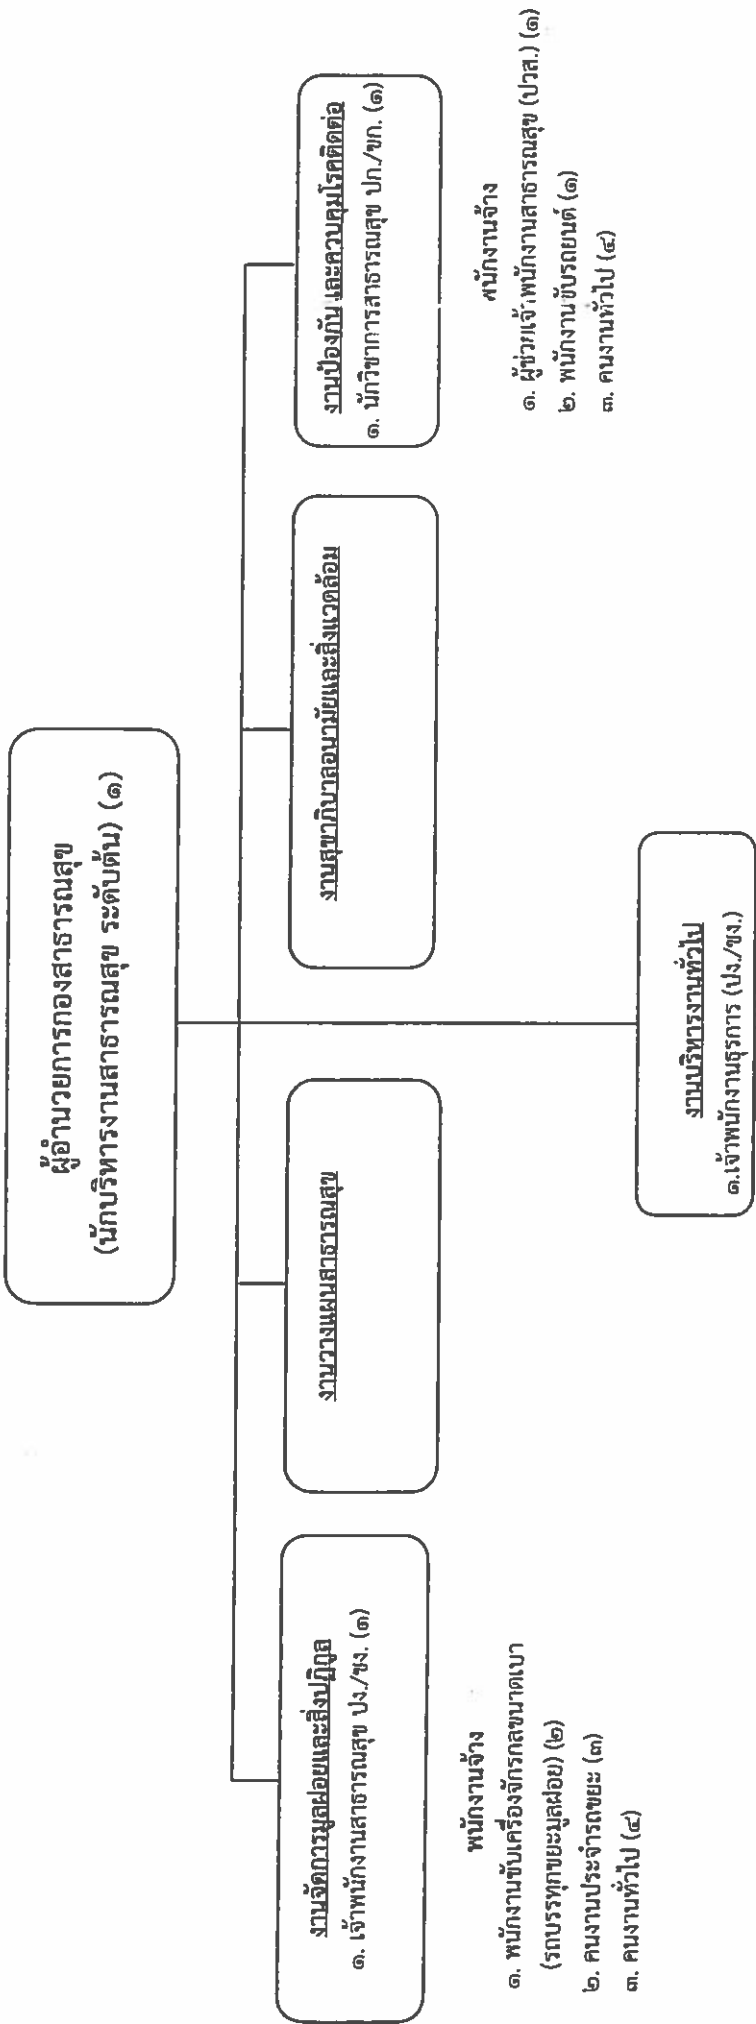 ผู้อำนวยการกองสาธารณสุข
(นักบริหารงานสาธารณสุข ระดับต้น) (๑)
งานจัดการมูลฝอยและสิ่งปฏิกูล
๑. เจ้าพนักงานสาธารณสุข ปง./ชง. (๑)
พนักงานจ้าง
๑. พนักงานขับเครื่องจักรกลขนาดเบา
(รถบรรทุกขยะมูลฝอย) (๒)
๒. คนงานประจำรถขยะ (๓)
๓. คนงานทั่วไป (๔)
งานวางแผนสาธารณสุข
งานสุขาภิบาลอนามัยและสิ่งแวดล้อม
งานป้องกัน และควบคุมโรคติดต่อ
๑. นักวิชาการสาธารณสุข ปก./ชก. (๑)
พนักงานจ้าง
๑. ผู้ช่วยเจ้าพนักงานสาธารณสุข (ปวส.) (๑)
๒. พนักงานขับรถยนต์ (๑)
๓. คนงานทั่วไป (๔)
งานบริหารงานทั่วไป
๑.เจ้าพนักงานธุรการ (ปง./ชง.)